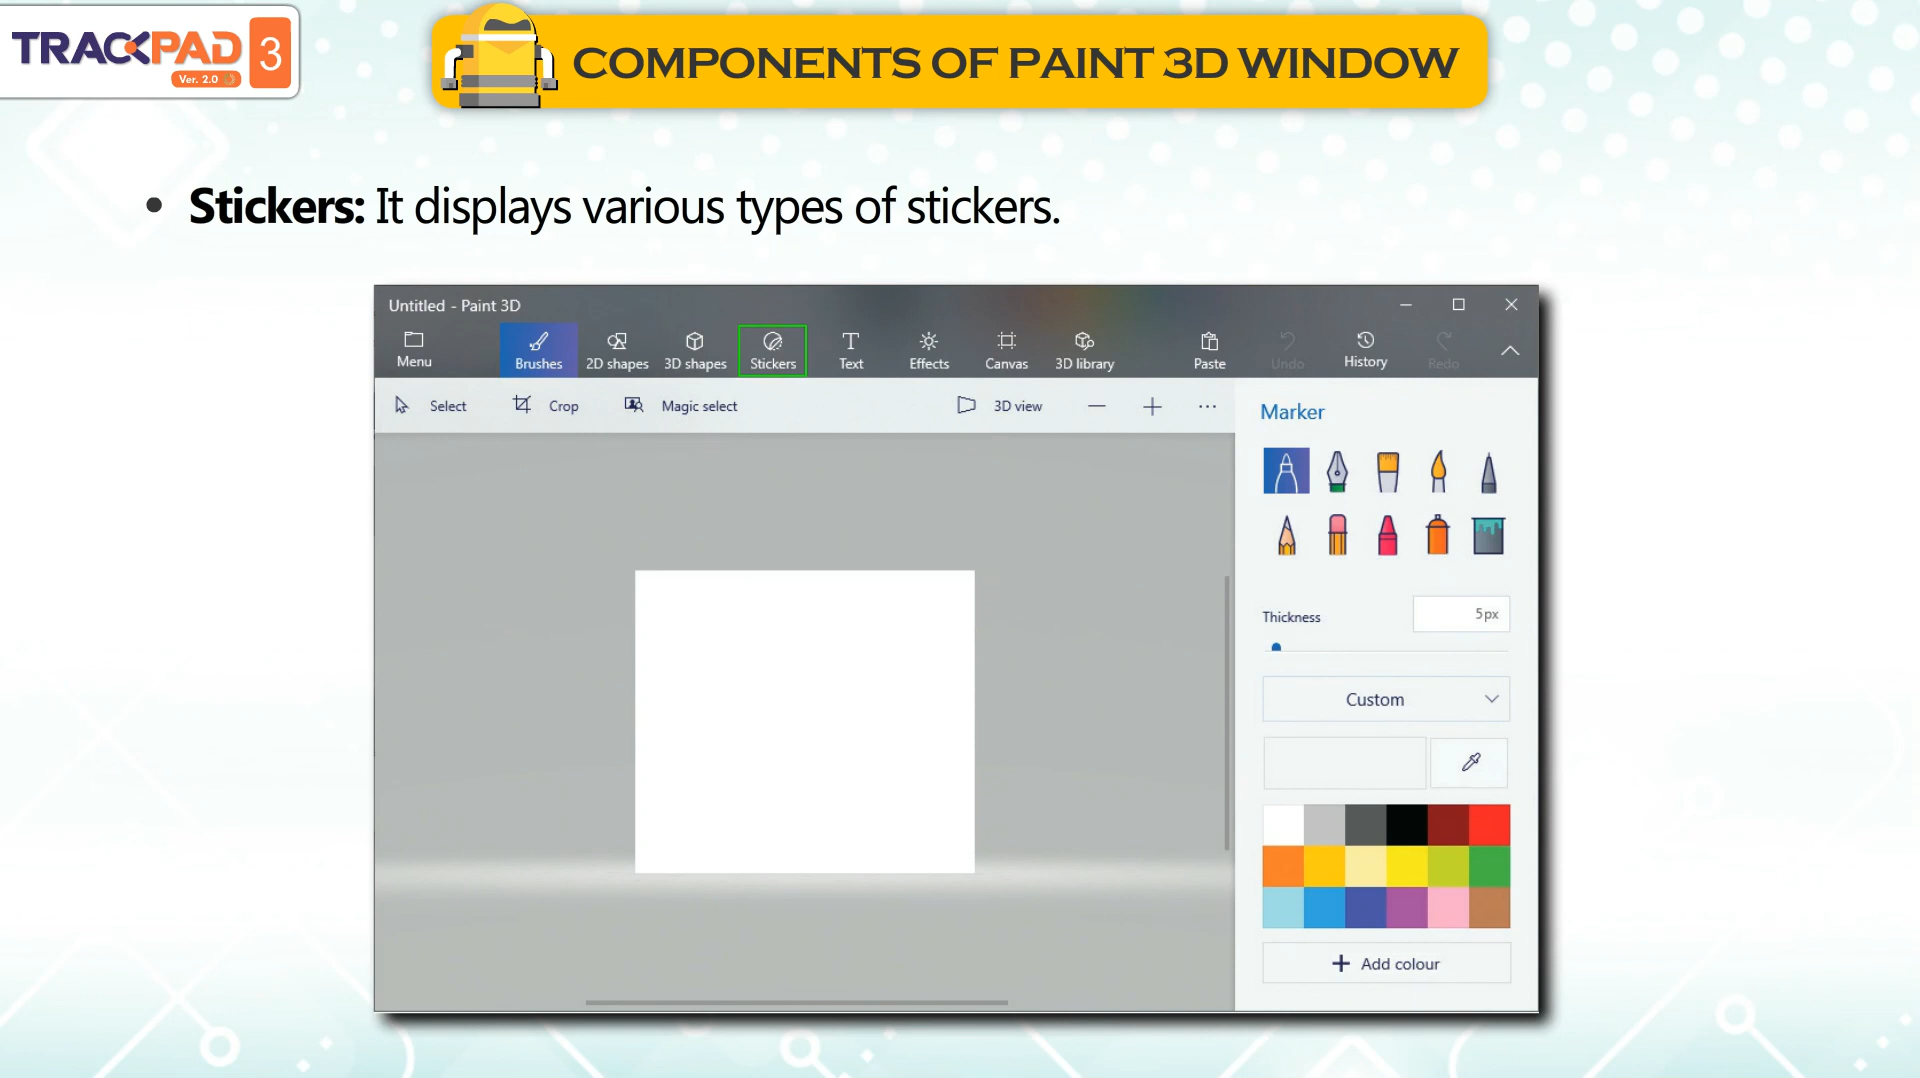 TRACKPAD 3
Ver. 2.0
COMPONENTS OF PAINT 3D WINDOW
• Stickers: It displays various types of stickers.
Untitled - Paint 3D
Menu Brushes 2D shapes 3D shapes Stickers Text Effects Canvas 3D library Paste Undo History Redo
Select Crop Magic select 3D view
Marker
Thickness 5px
Custom
Add colour